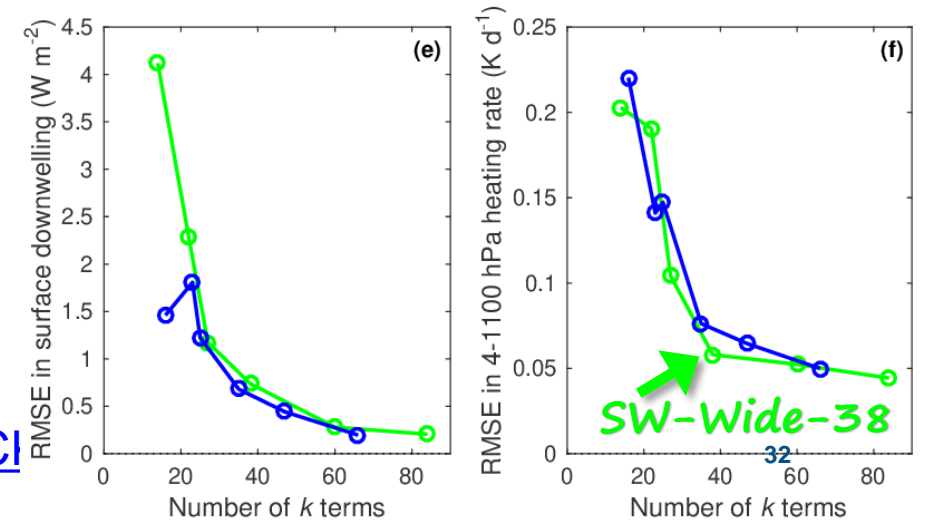 RMSE in surface downwelling (W m⁻²)
4.5
4
3.5
3
2.5
2
1.5
1
0.5
0
0 20 40 60 80
Number of k terms
(e)
RMSE in 4-1100 hPa heating rate (K d⁻¹)
0.25
0.2
0.15
0.1
0.05
0
0 20 40 60 80
Number of k terms
(f)
SW-Wide-38
32